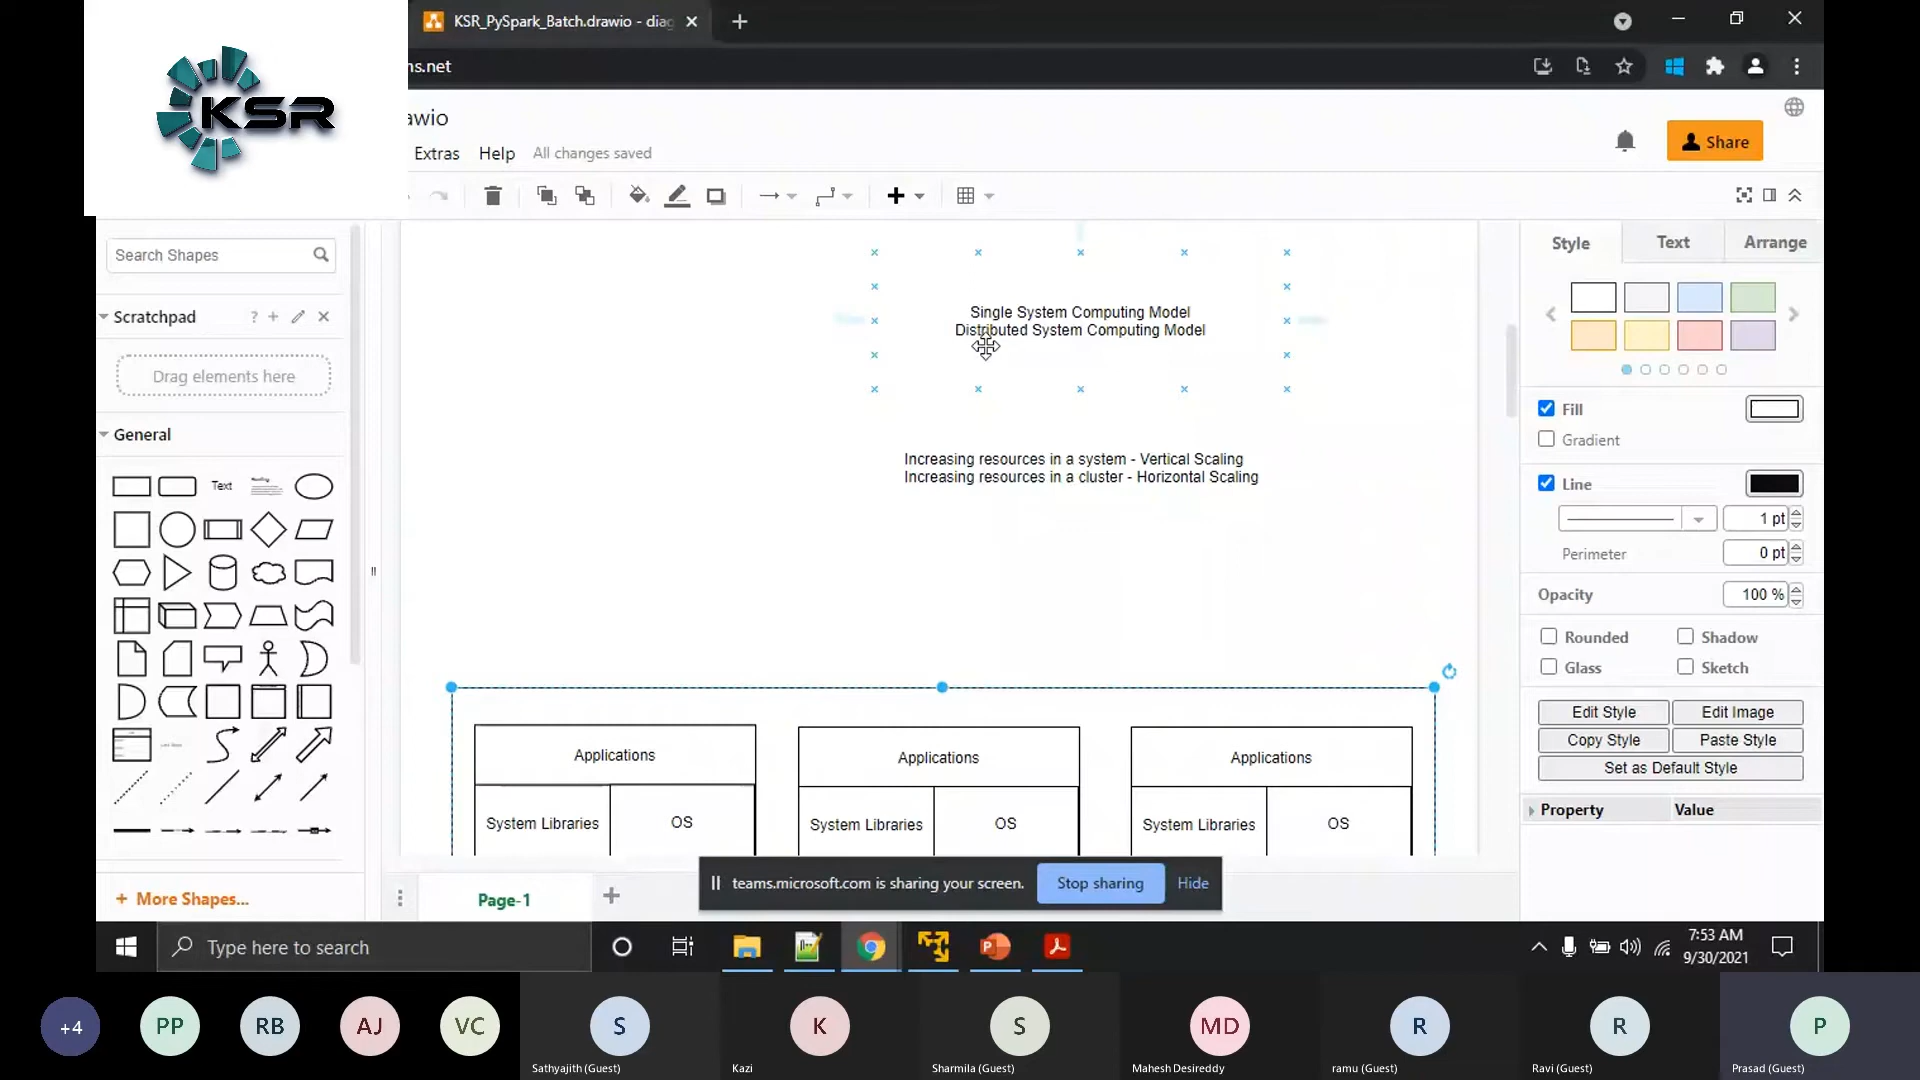 KSR_PySpark_Batch.drawio - diag
ns.net
KSR
awio
Extras
Help
All changes saved
Share
Search Shapes
Scratchpad
?
Drag elements here
General
Text
Heading
More Shapes...
Single System Computing Model
Distributed System Computing Model
Increasing resources in a system - Vertical Scaling
Increasing resources in a cluster - Horizontal Scaling
Applications
System Libraries
OS
Applications
System Libraries
OS
Applications
System Libraries
OS
Style
Text
Arrange
Fill
Gradient
Line
1 pt
Perimeter
0 pt
Opacity
100 %
Rounded
Shadow
Glass
Sketch
Edit Style
Edit Image
Copy Style
Paste Style
Set as Default Style
Property
Value
Page-1
teams.microsoft.com is sharing your screen.
Stop sharing
Hide
Type here to search
7:53 AM
9/30/2021
+4
PP
RB
AJ
VC
S
Sathyajith (Guest)
K
Kazi
S
Sharmila (Guest)
MD
Mahesh Desireddy
R
ramu (Guest)
R
Ravi (Guest)
P
Prasad (Guest)